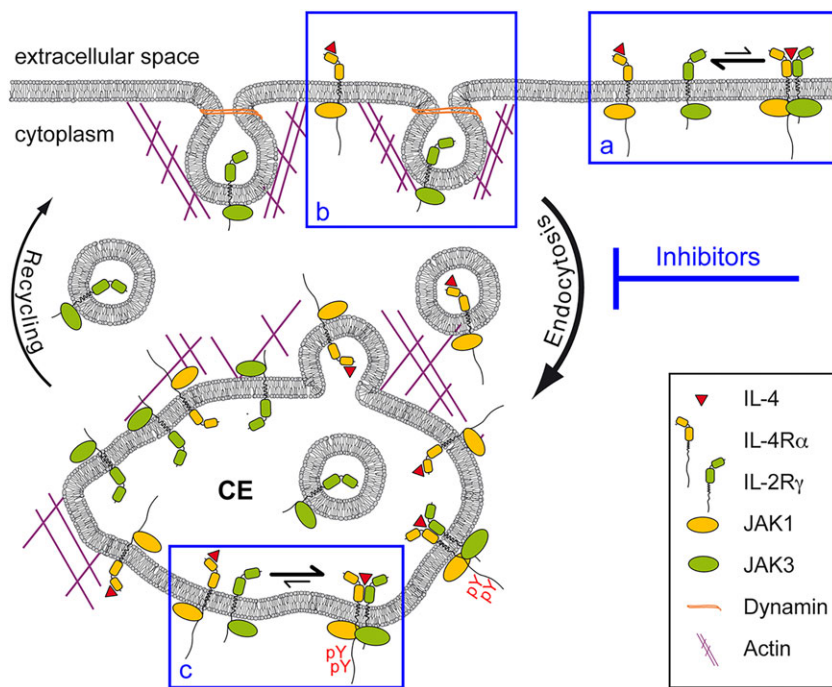 extracellular space
cytoplasm
a
b
Recycling
Endocytosis
Inhibitors
CE
pY
pY
c
pY
pY
IL-4
IL-4Rα
IL-2Rγ
JAK1
JAK3
Dynamin
Actin